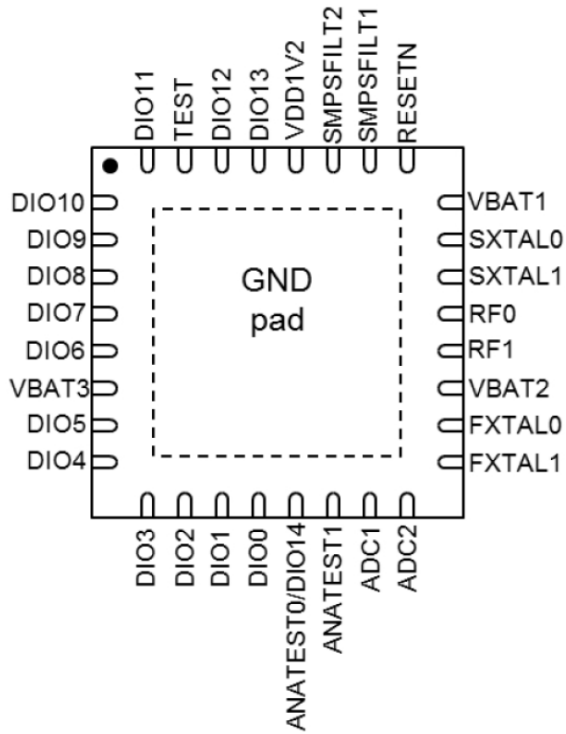 DIO11
TEST
DIO12
DIO13
VDD1V2
SMPSFILT2
SMPSFILT1
RESETN
DIO10
DIO9
DIO8
DIO7
DIO6
VBAT3
DIO5
DIO4
GND
pad
VBAT1
SXTAL0
SXTAL1
RF0
RF1
VBAT2
FXTAL0
FXTAL1
DIO3
DIO2
DIO1
DIO0
ANATEST0/DIO14
ANATEST1
ADC1
ADC2